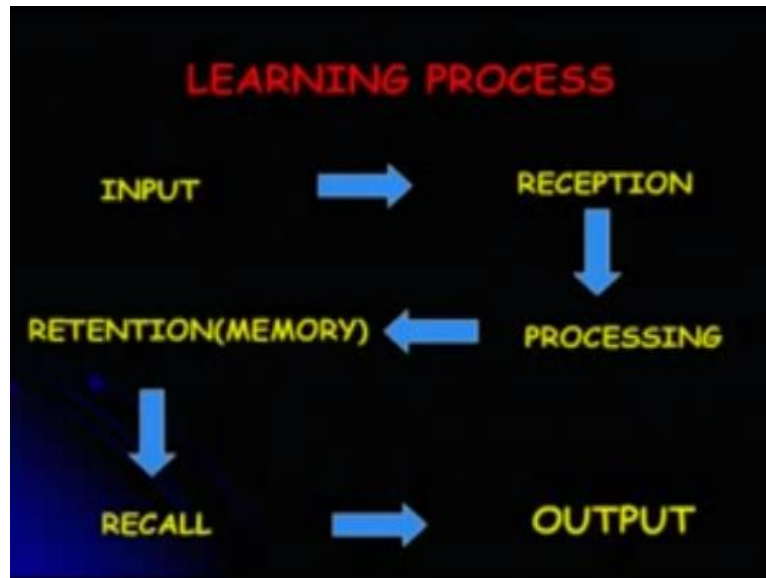 LEARNING PROCESS
INPUT
RECEPTION
PROCESSING
RETENTION(MEMORY)
RECALL
OUTPUT